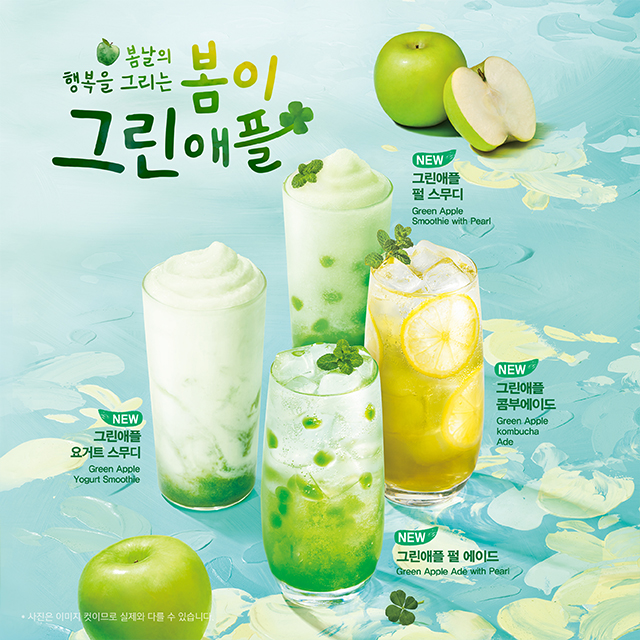 봄날의
행복을 그리는 봄이
그린애플
NEW
그린애플
펄 스무디
Green Apple
Smoothie with Pearl
NEW
그린애플
콤부에이드
Green Apple
kombucha
Ade
NEW
그린애플
요거트 스무디
Green Apple
Yogurt Smoothie
NEW
그린애플 펄 에이드
Green Apple Ade with Pearl
* 사진은 이미지 컷이므로 실제와 다를 수 있습니다